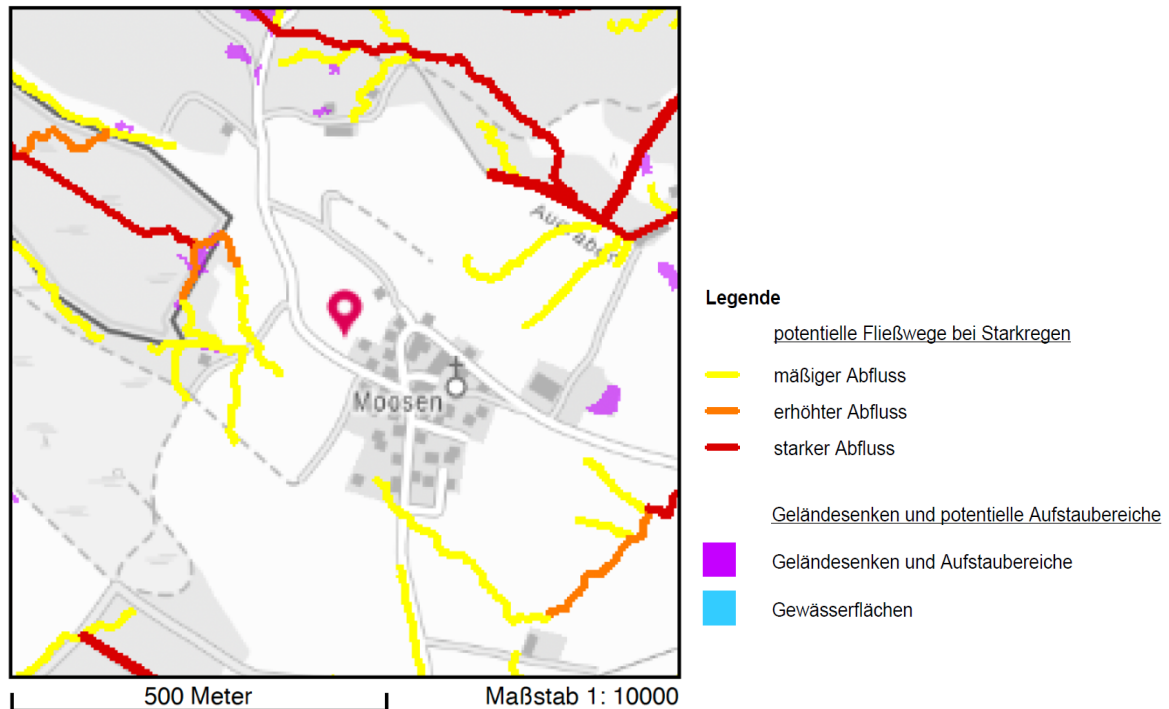 Augraben
Moosen
500 Meter
Maßstab 1: 10000
Legende
potentielle Fließwege bei Starkregen
mäßiger Abfluss
erhöhter Abfluss
starker Abfluss
Geländesenken und potentielle Aufstaubereiche
Geländesenken und Aufstaubereiche
Gewässerflächen